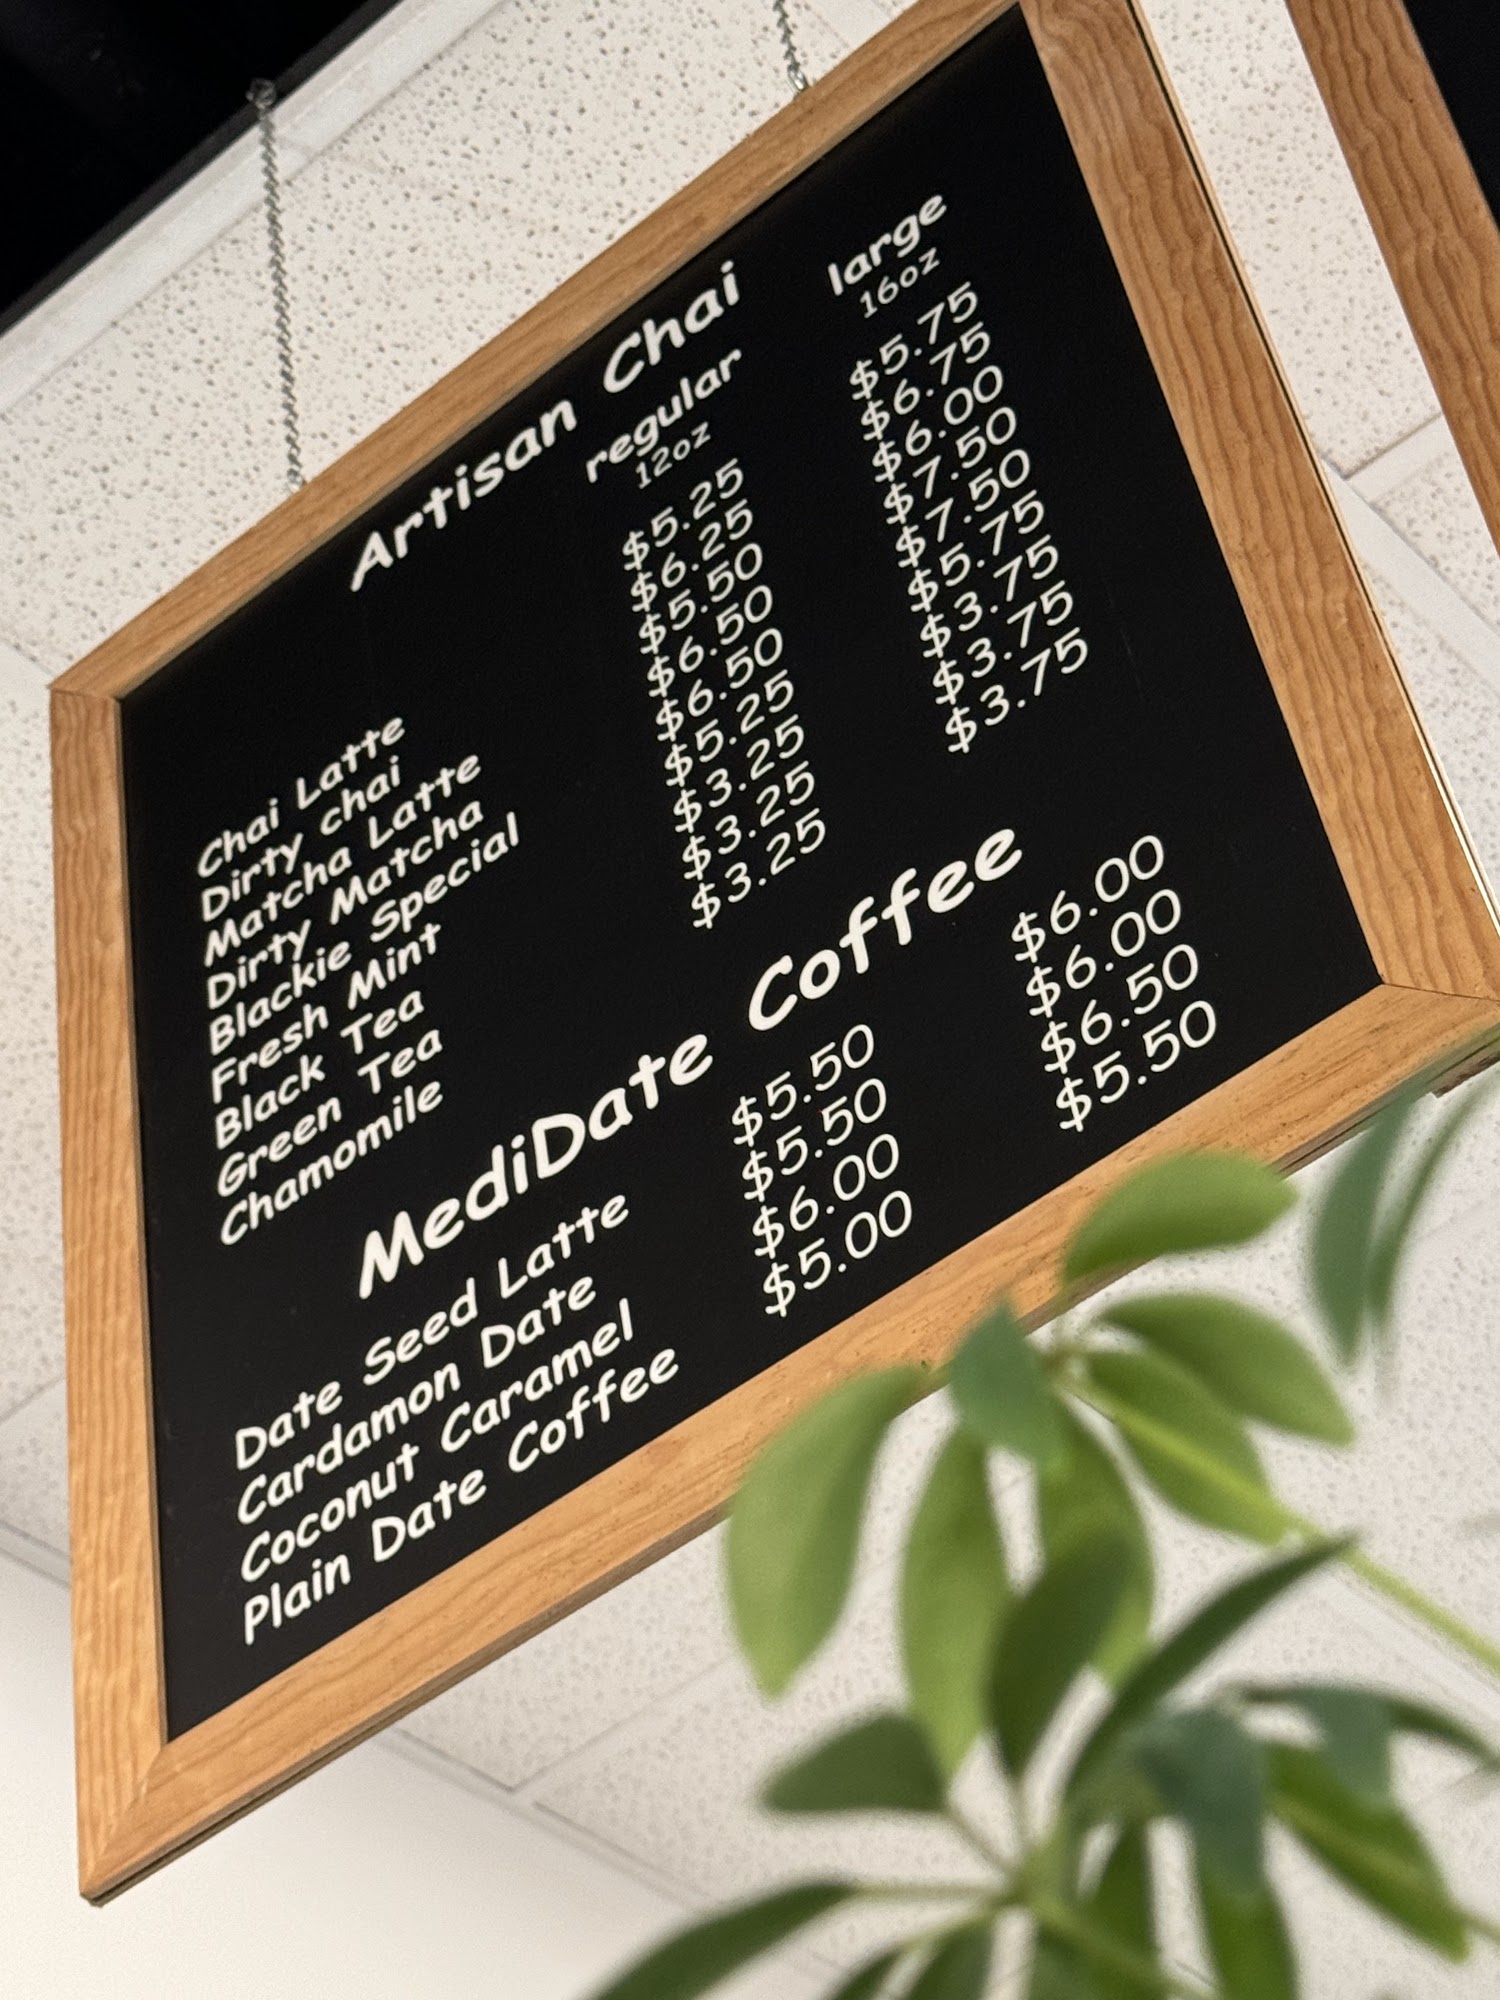 Artisan Chai
regular large
12oz 16oz
Chai Latte $5.25 $5.75
Dirty chai $6.25 $6.75
Matcha Latte $5.50 $6.00
Dirty Matcha $6.50 $7.50
Blackie Special $6.50 $7.50
Fresh Mint $5.25 $5.75
Black Tea $3.25 $3.75
Green Tea $3.25 $3.75
Chamomile $3.25 $3.75
MediDate Coffee
Date Seed Latte $5.50 $6.00
Cardamon Date $5.50 $6.00
Coconut Caramel $6.00 $6.50
Plain Date Coffee $5.00 $5.50